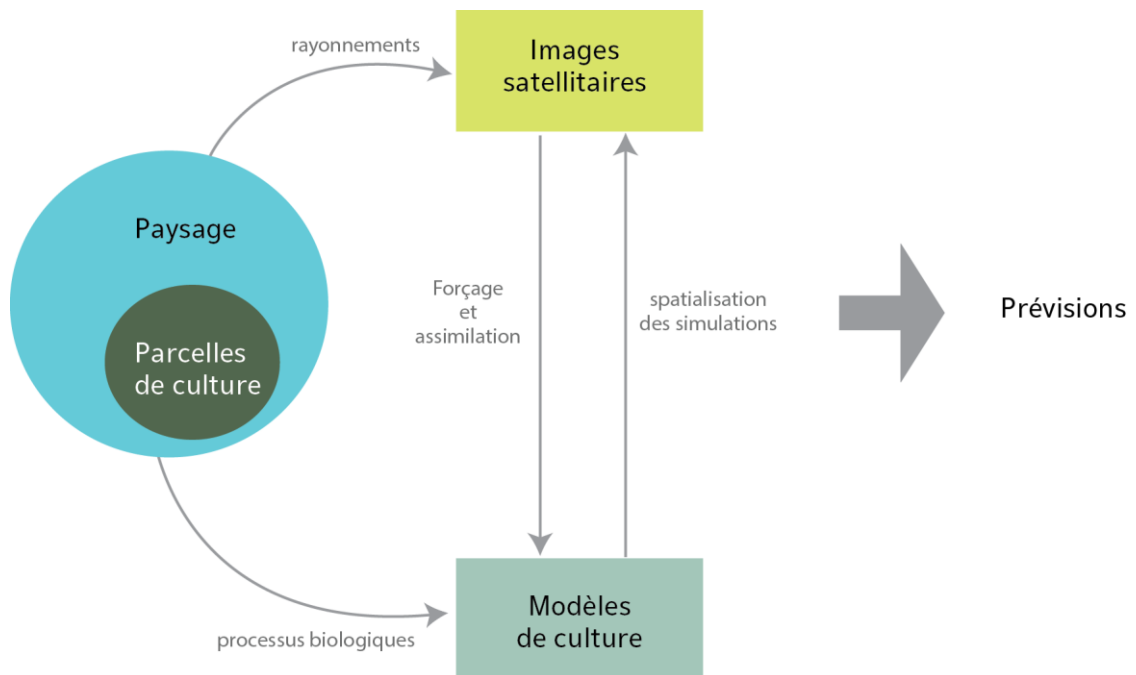 rayonnements
Images
satellitaires
Paysage
Parcelles
de culture
Forçage
et
assimilation
spatialisation
des simulations
Prévisions
processus biologiques
Modèles
de culture